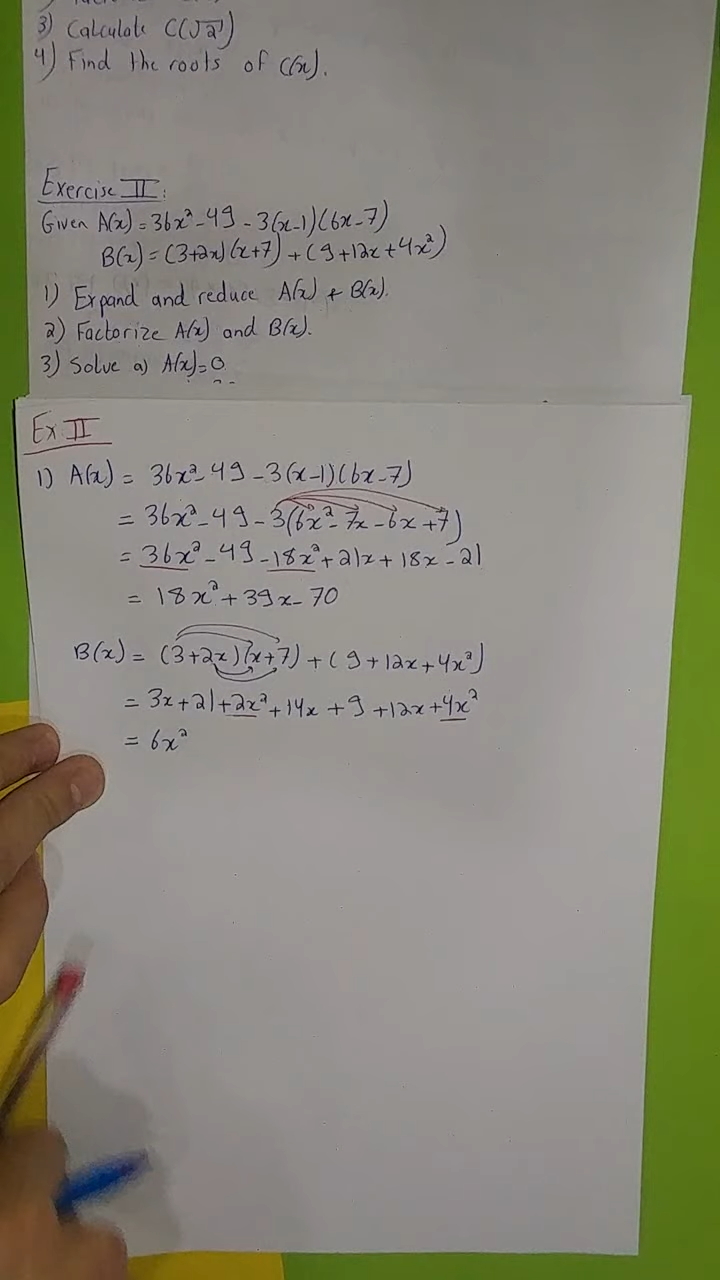 3) Calculate C(√2)
4) Find the roots of C(x).
Exercise II:
Given A(x) = 36x² - 49 - 3(x-1)(6x-7)
B(x) = (3+2x)(x+7) + (9+12x+4x²)
1) Expand and reduce A(x) & B(x).
2) Factorize A(x) and B(x).
3) Solve a) A(x)=0
Ex II
1) A(x) = 36x² - 49 - 3(x-1)(6x-7)
= 36x² - 49 - 3(6x² - 7x - 6x + 7)
= 36x² - 49 - 18x² + 21x + 18x - 21
= 18x² + 39x - 70
B(x) = (3+2x)(x+7) + (9+12x+4x²)
= 3x + 21 + 2x² + 14x + 9 + 12x + 4x²
= 6x²